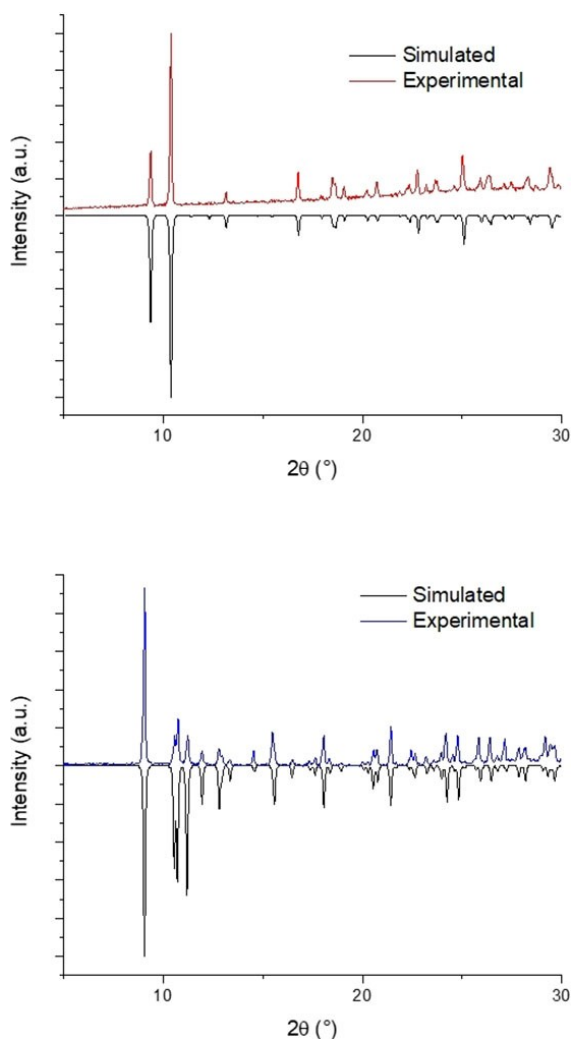 Simulated
Experimental
Intensity (a.u.)
10
20
30
2θ (°)
Simulated
Experimental
Intensity (a.u.)
10
20
30
2θ (°)